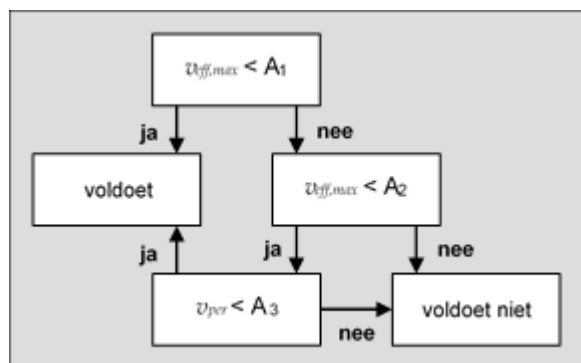 v_eff,max < A1
ja
nee
voldoet
v_eff,max < A2
ja
ja
nee
v_per < A3
nee
voldoet niet